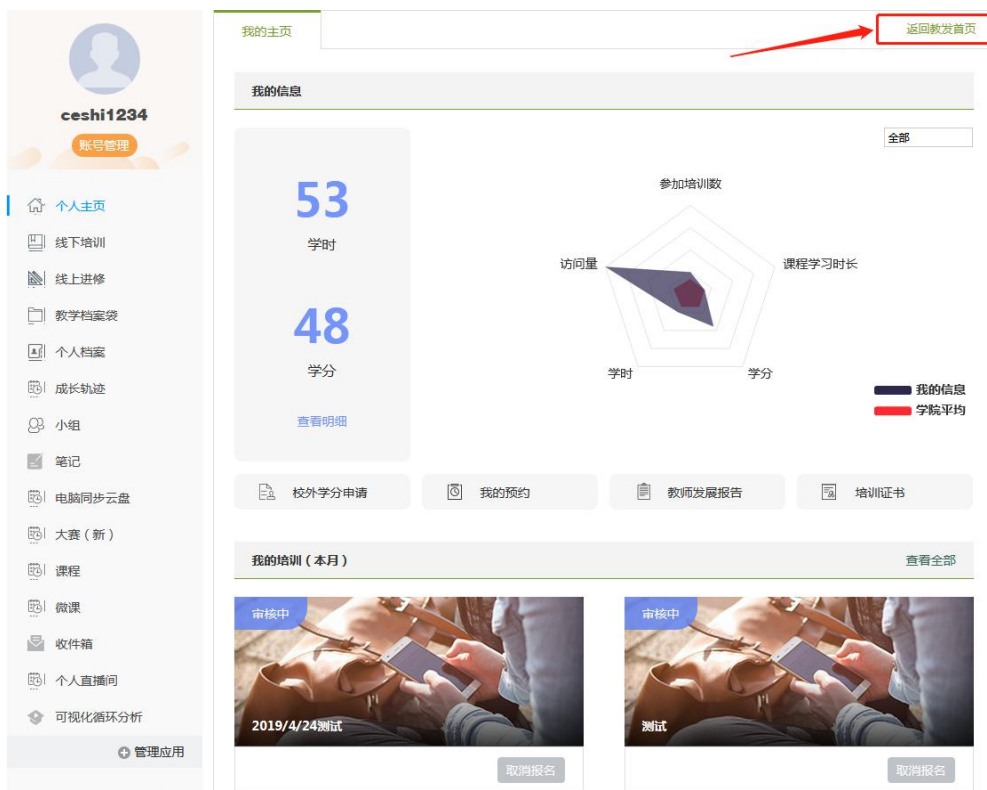 我的主页
返回教发首页
ceshi1234
账号管理
个人主页
线下培训
线上进修
教学档案袋
个人档案
成长轨迹
小组
笔记
电脑同步云盘
大赛（新）
课程
微课
收件箱
个人直播间
可视化循环分析
管理应用
我的信息
53
学时
48
学分
查看明细
全部
参加培训数
访问量
课程学习时长
学时
学分
我的信息
学院平均
校外学分申请
我的预约
教师发展报告
培训证书
我的培训（本月）
查看全部
审核中
2019/4/24测试
取消报名
审核中
测试
取消报名